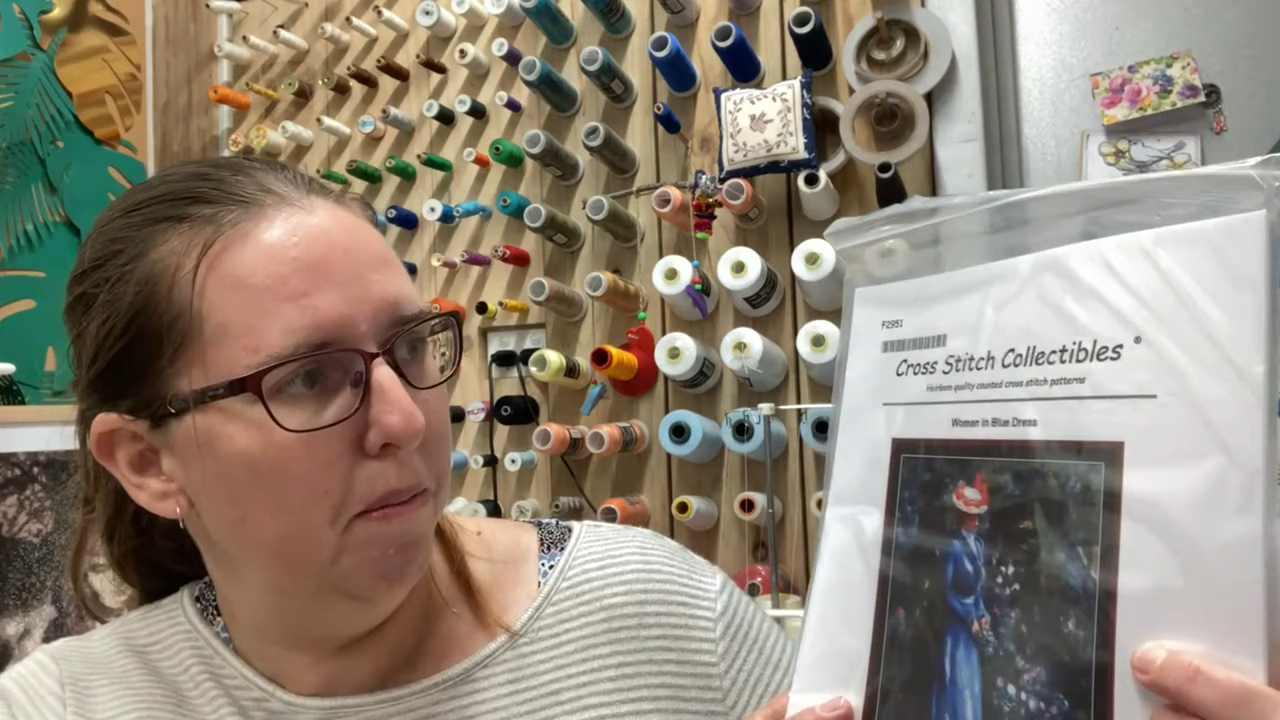 F2951
Cross Stitch Collectibles ®
Heirloom quality counted cross stitch patterns
Woman in Blue Dress